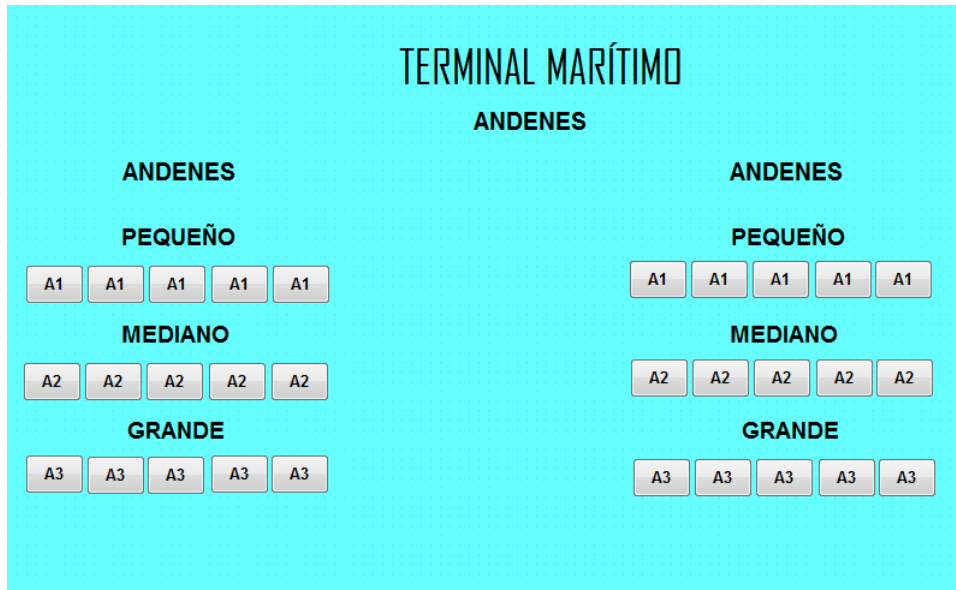 TERMINAL MARÍTIMO
ANDENES
ANDENES
PEQUEÑO
A1 A1 A1 A1 A1
MEDIANO
A2 A2 A2 A2 A2
GRANDE
A3 A3 A3 A3 A3
ANDENES
PEQUEÑO
A1 A1 A1 A1 A1
MEDIANO
A2 A2 A2 A2 A2
GRANDE
A3 A3 A3 A3 A3